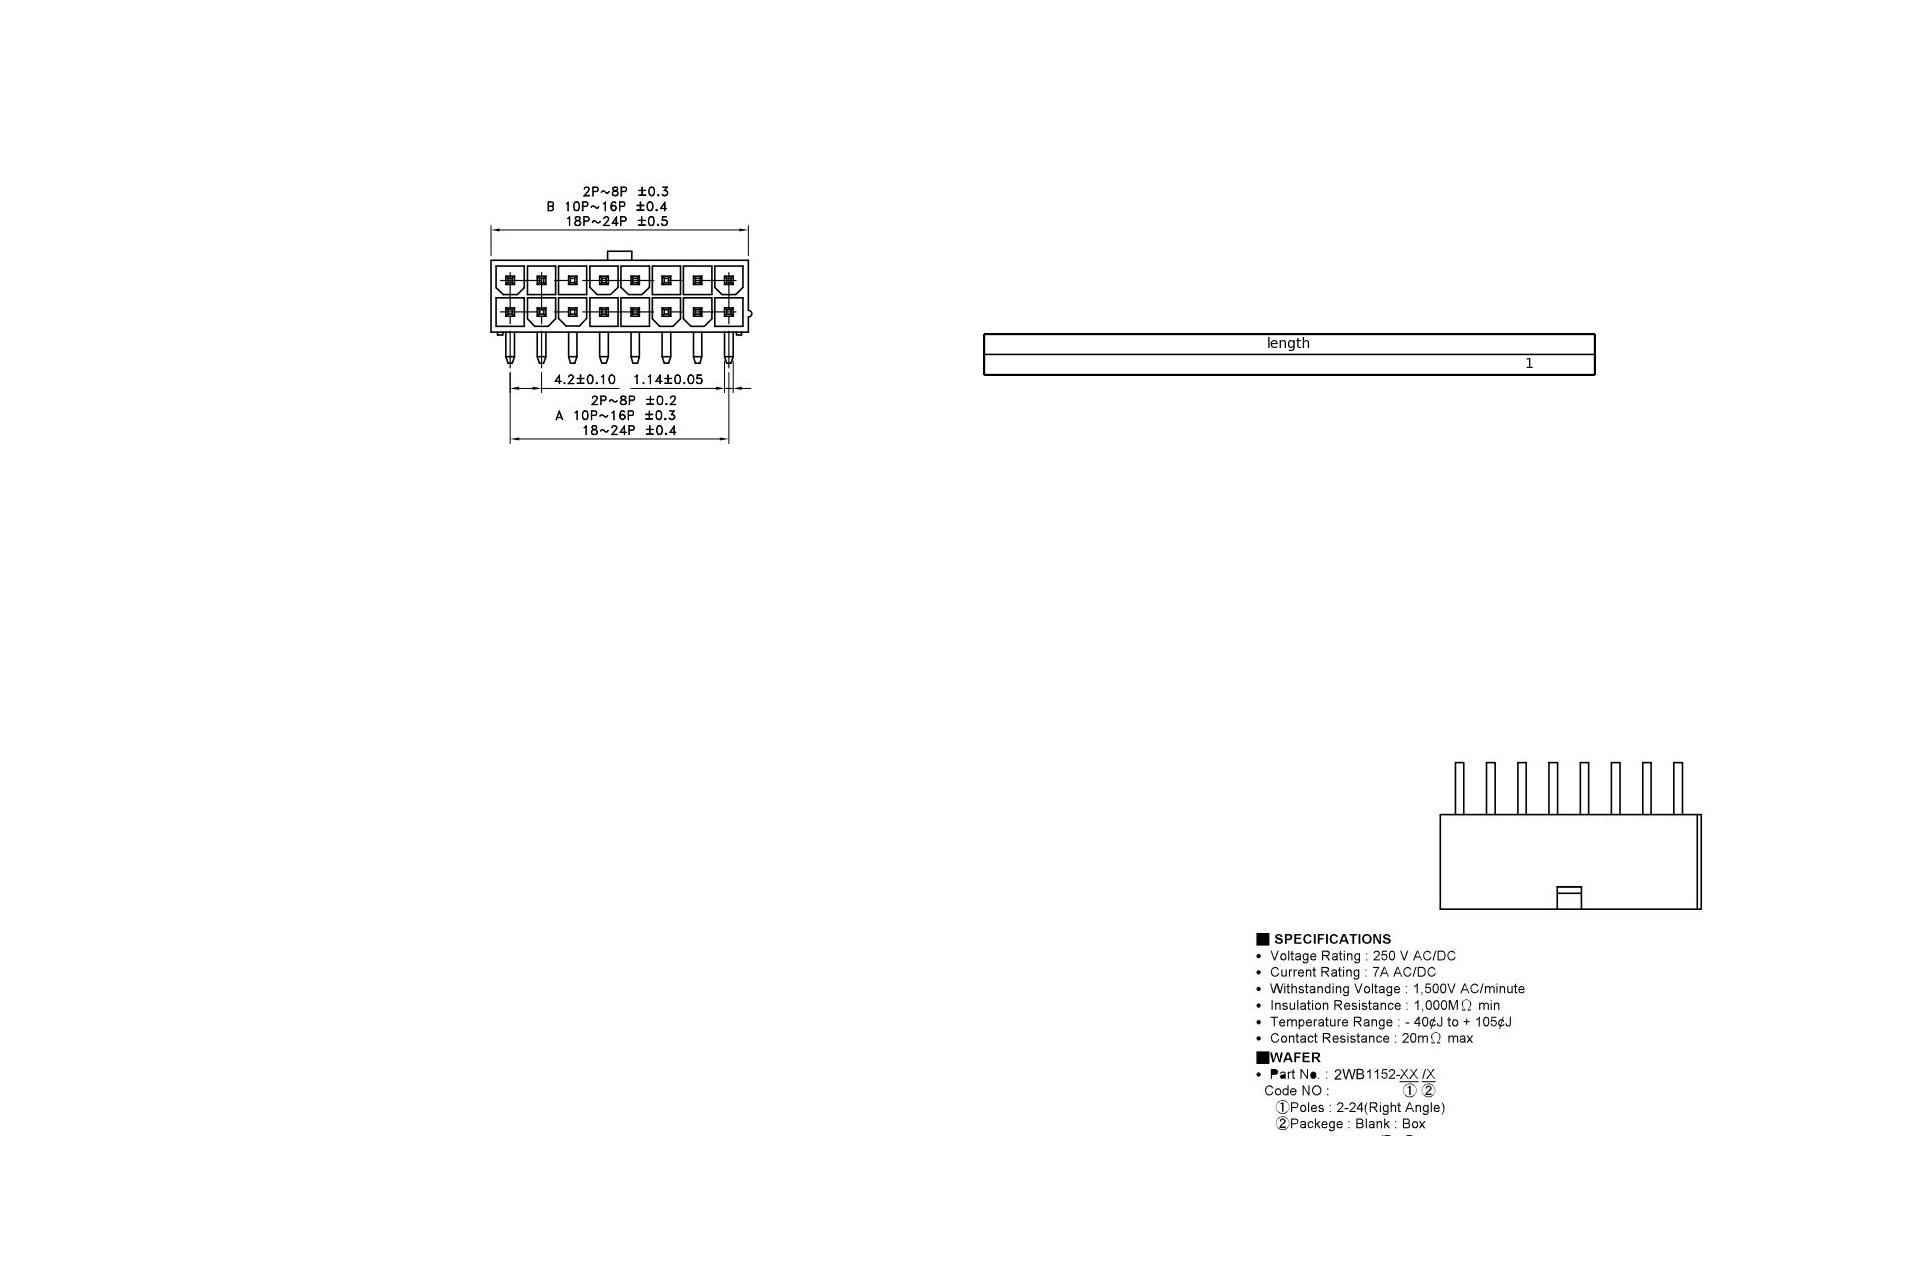 2P~8P ±0.3
B 10P~16P ±0.4
18P~24P ±0.5
length
1
4.2±0.10 1.14±0.05
2P~8P ±0.2
A 10P~16P ±0.3
18~24P ±0.4
■ SPECIFICATIONS
• Voltage Rating : 250 V AC/DC
• Current Rating : 7A AC/DC
• Withstanding Voltage : 1,500V AC/minute
• Insulation Resistance : 1,000MΩ min
• Temperature Range : - 40¢J to + 105¢J
• Contact Resistance : 20mΩ max
■WAFER
• Part No. : 2WB1152-XX /X
Code NO : ① ②
①Poles : 2-24(Right Angle)
②Packege : Blank : Box